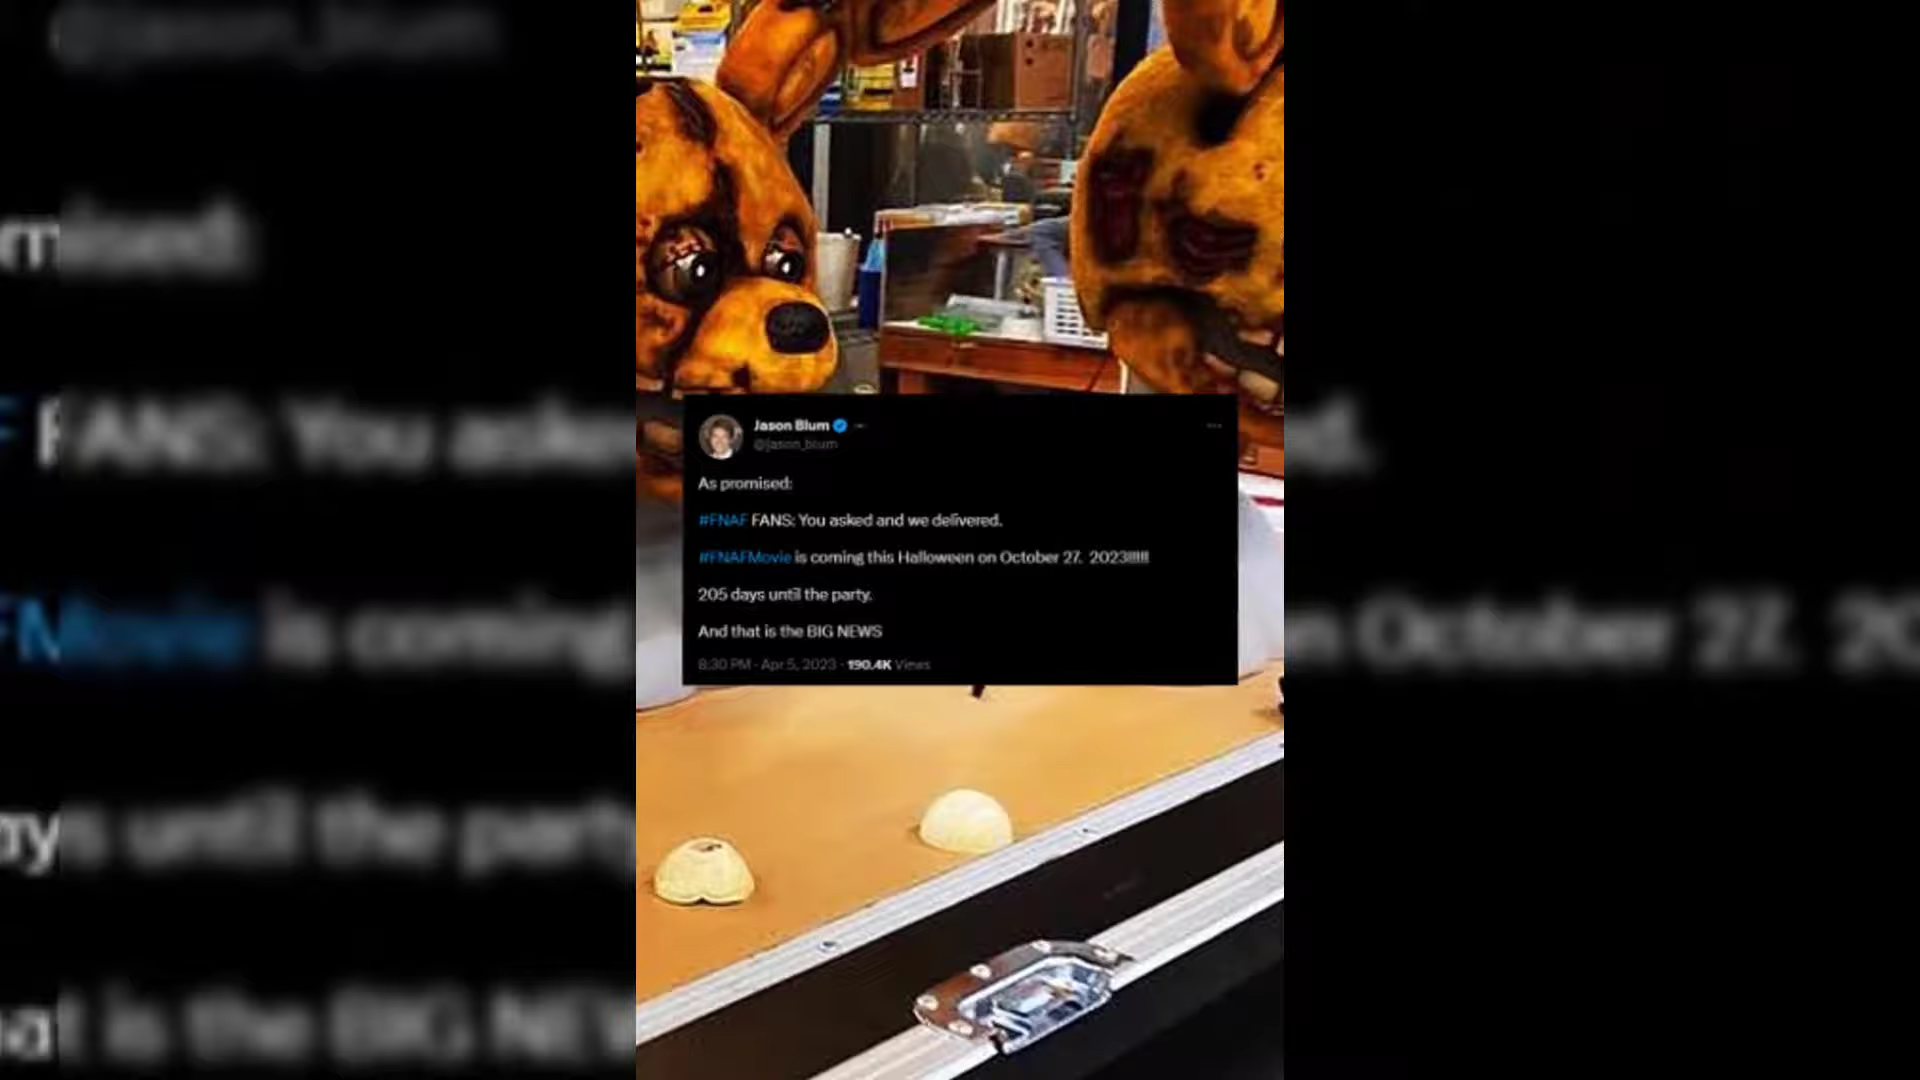 Jason Blum
@jason_blum
As promised:
#FNAF FANS: You asked and we delivered.
#FNAFMovie is coming this Halloween on October 27, 2023!!!!!!
205 days until the party.
And that is the BIG NEWS
8:30 PM · Apr 5, 2023 · 190.4K Views